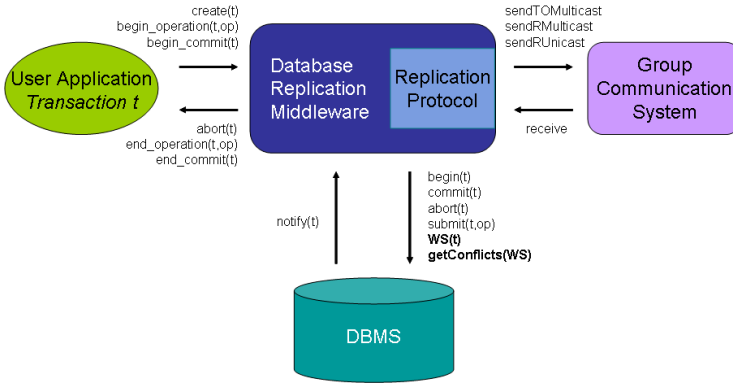 create(t)
begin_operation(t,op)
begin_commit(t)
sendTOMulticast
sendRMulticast
sendRUnicast
User Application
Transaction t
Database
Replication
Middleware
Replication
Protocol
Group
Communication
System
abort(t)
end_operation(t,op)
end_commit(t)
receive
notify(t)
begin(t)
commit(t)
abort(t)
submit(t,op)
WS(t)
getConflicts(WS)
DBMS